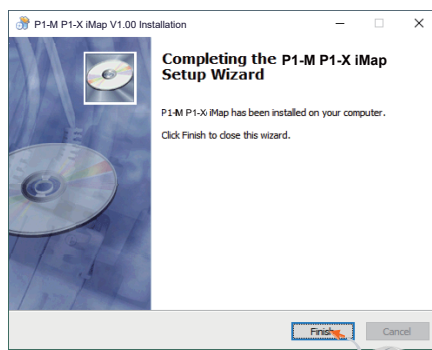 P1-M P1-X iMap V1.00 Installation
Completing the P1-M P1-X iMap
Setup Wizard
P1-M P1-X iMap has been installed on your computer.
Click Finish to close this wizard.
Finish
Cancel